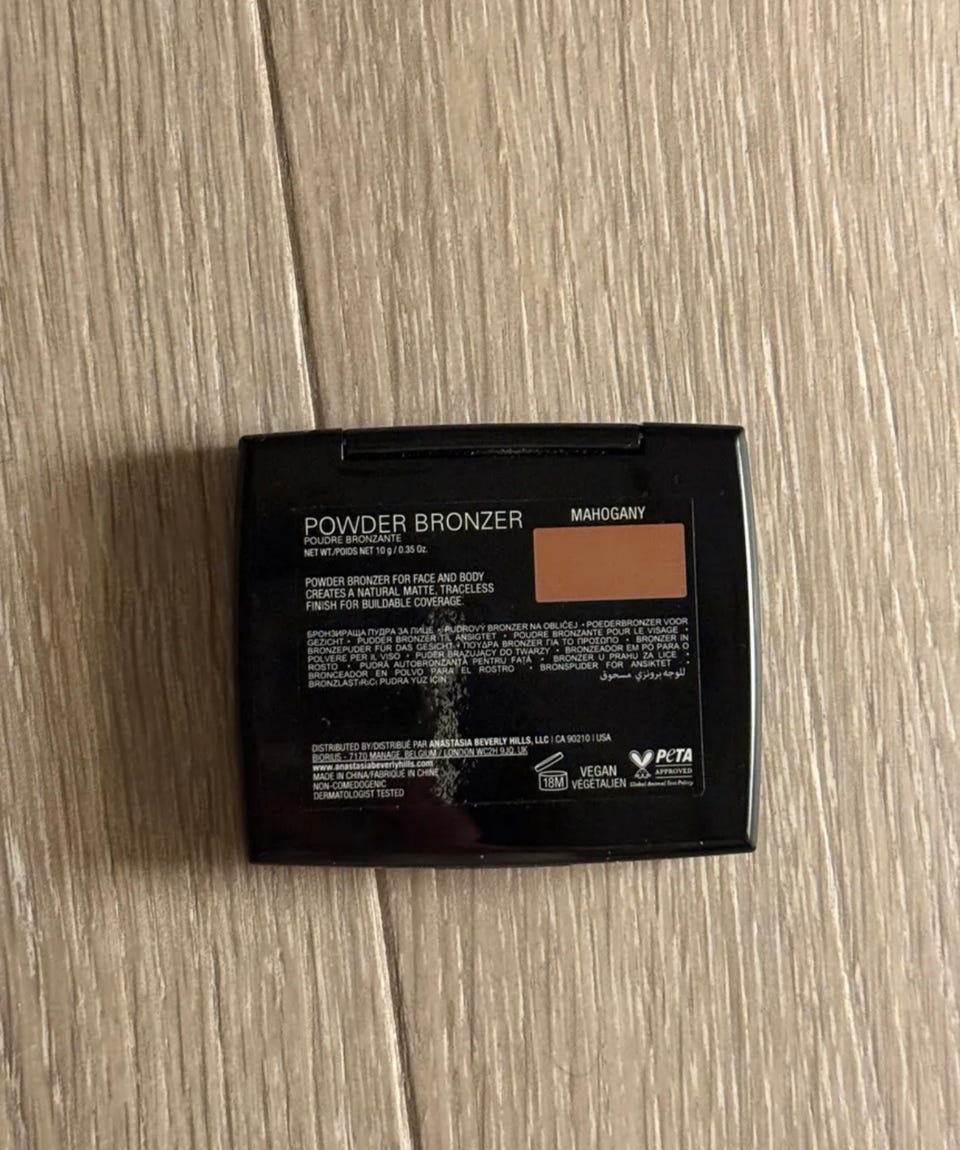 POWDER BRONZER
POUDRE BRONZANTE
NET WT./POIDS NET 10 g / 0.35 Oz.
MAHOGANY
POWDER BRONZER FOR FACE AND BODY
CREATES A NATURAL MATTE, TRACELESS
FINISH FOR BUILDABLE COVERAGE.
БРОНЗИРАЩА ПУДРА ЗА ЛИЦЕ • PUDROVÝ BRONZER NA OBLIČEJ • POEDERBRONZER VOOR
GEZICHT • PUDDER BRONZER TIL ANSIGTET • POUDRE BRONZANTE POUR LE VISAGE •
BRONZEPUDER FÜR DAS GESICHT • ΠΟΥΔΡΑ BRONZER ΓΙΑ ΤΟ ΠΡΟΣΩΠΟ • BRONZER IN
POLVERE PER IL VISO • PUDER BRĄZUJĄCY DO TWARZY • BRONZEADOR EM PÓ PARA O
ROSTO • PUDRĂ AUTOBRONZANTĂ PENTRU FAȚĂ • BRONZER U PRAHU ZA LICE •
BRONCEADOR EN POLVO PARA EL ROSTRO • BRONSPUDER FÖR ANSIKTET •
BRONZLAŞTIRICI PUDRA YÜZ İÇİN
للوجه برونزي مسحوق
DISTRIBUTED BY/DISTRIBUÉ PAR ANASTASIA BEVERLY HILLS, LLC | CA 90210 | USA
BIORIUS - 7170 MANAGE, BELGIUM / LONDON WC2H 9JQ, UK
www.anastasiabeverlyhills.com
MADE IN CHINA/FABRIQUÉ EN CHINE
NON-COMEDOGENIC
DERMATOLOGIST TESTED
18M
VEGAN
VÉGÉTALIEN
PETA
APPROVED
Global Animal Test Policy